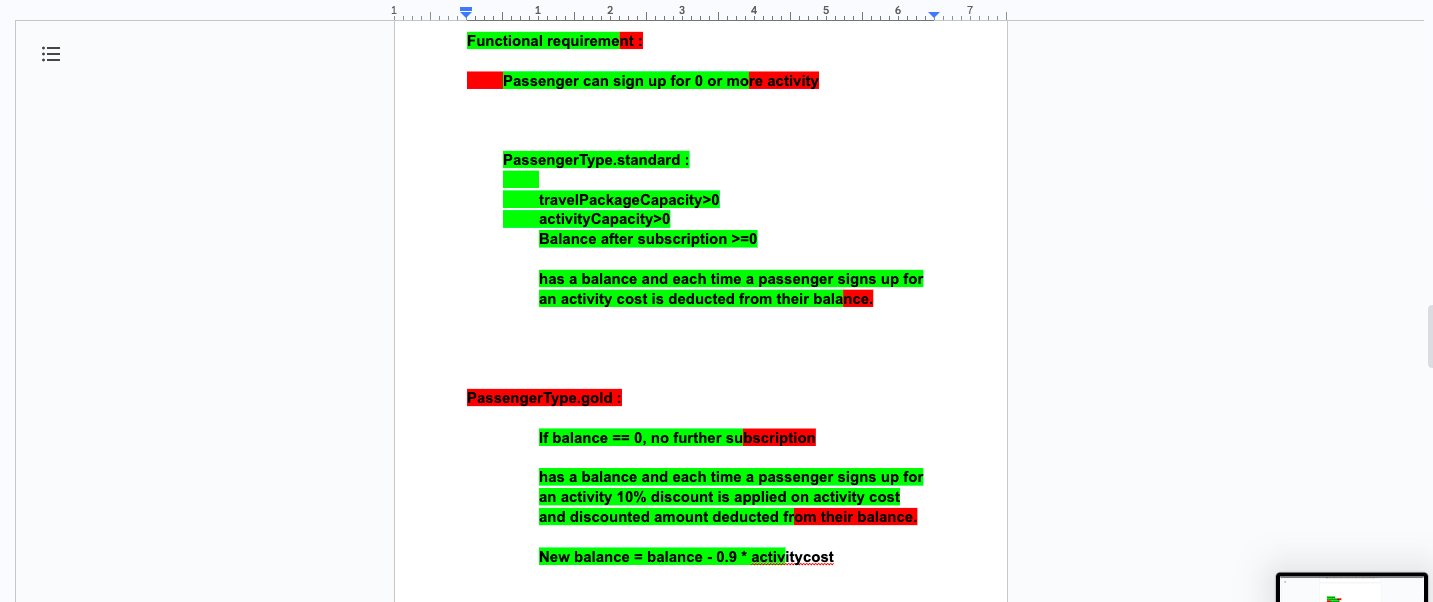 1 1 2 3 4 5 6 7
Functional requirement :
Passenger can sign up for 0 or more activity
PassengerType.standard :
travelPackageCapacity>0
activityCapacity>0
Balance after subscription >=0
has a balance and each time a passenger signs up for
an activity cost is deducted from their balance.
PassengerType.gold :
If balance == 0, no further subscription
has a balance and each time a passenger signs up for
an activity 10% discount is applied on activity cost
and discounted amount deducted from their balance.
New balance = balance - 0.9 * activitycost